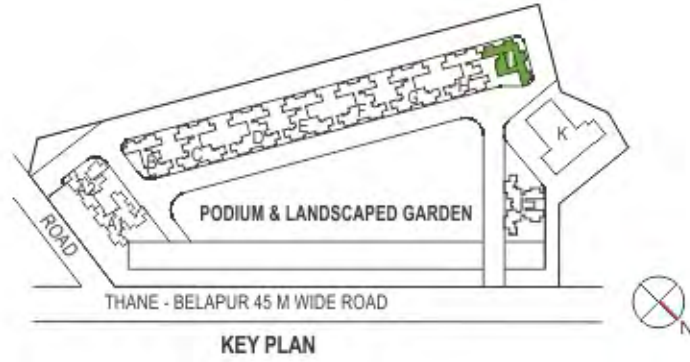 K
B
C
D
E
F
G
ROAD
PODIUM & LANDSCAPED GARDEN
THANE - BELAPUR 45 M WIDE ROAD
KEY PLAN
N